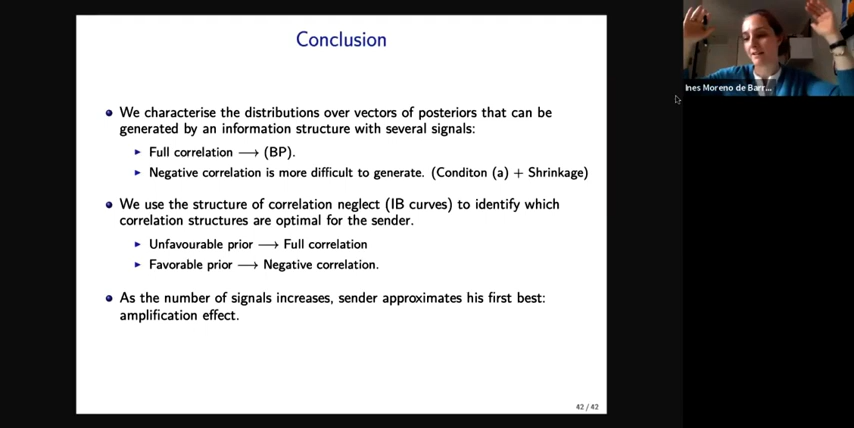 Conclusion
We characterise the distributions over vectors of posteriors that can be
generated by an information structure with several signals:
Full correlation → (BP).
Negative correlation is more difficult to generate. (Conditon (a) + Shrinkage)
We use the structure of correlation neglect (IB curves) to identify which
correlation structures are optimal for the sender.
Unfavourable prior → Full correlation
Favorable prior → Negative correlation.
As the number of signals increases, sender approximates his first best:
amplification effect.
42 / 42
Ines Moreno de Barr...